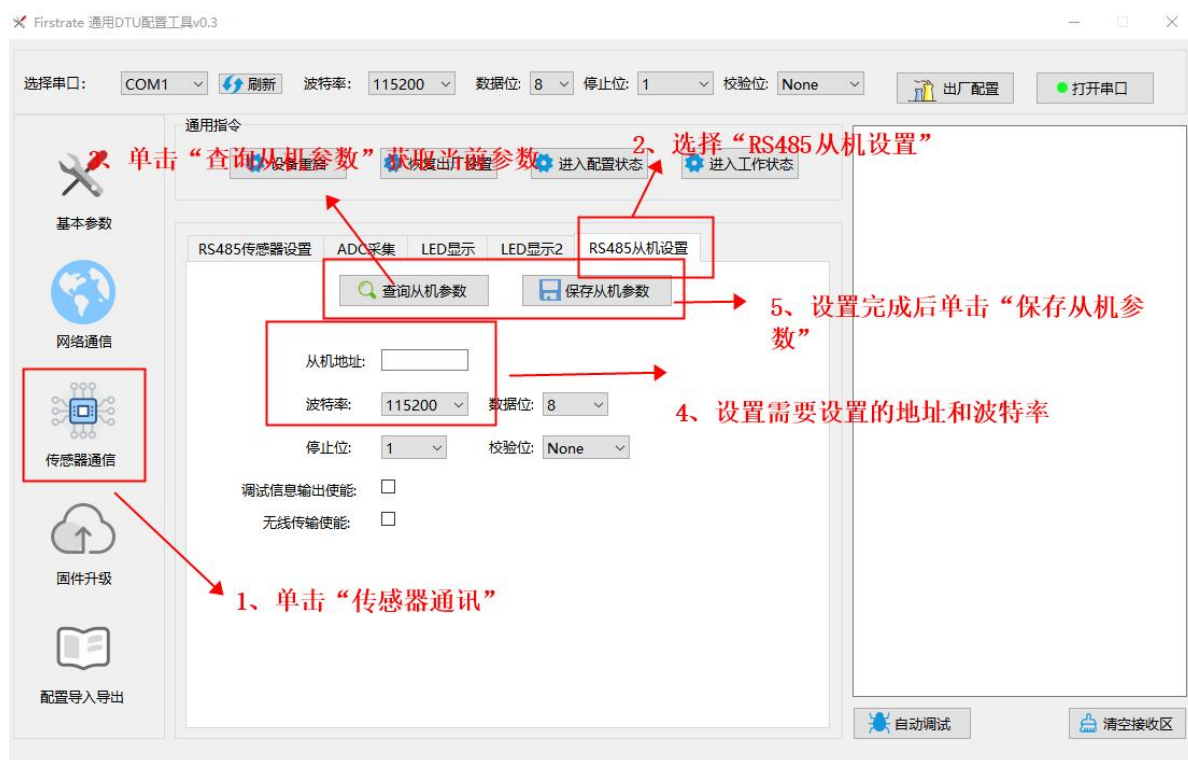 Firstrate 通用DTU配置工具v0.3
选择串口: COM1 刷新 波特率: 115200 数据位: 8 停止位: 1 校验位: None 出厂配置 打开串口
通用指令
2、选择“RS485从机设置”
单击“查询从机参数”获取当前参数
设备重启 恢复出厂设置 进入配置状态 进入工作状态
基本参数
RS485传感器设置 ADC采集 LED显示 LED显示2 RS485从机设置
查询从机参数 保存从机参数
5、设置完成后单击“保存从机参
数”
网络通信
从机地址:
波特率: 115200 数据位: 8
4、设置需要设置的地址和波特率
停止位: 1 校验位: None
传感器通信
调试信息输出使能:
无线传输使能:
固件升级
1、单击“传感器通讯”
配置导入导出
自动调试 清空接收区